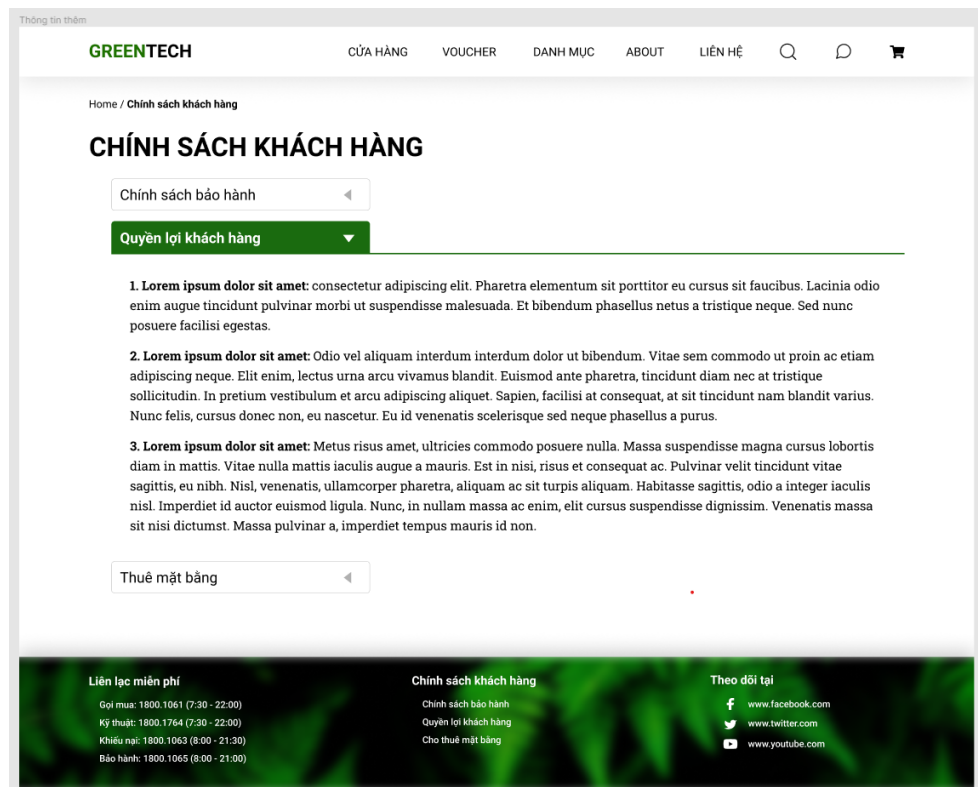 Thông tin thêm
GREENTECH
CỬA HÀNG VOUCHER DANH MỤC ABOUT LIÊN HỆ
Home / Chính sách khách hàng
CHÍNH SÁCH KHÁCH HÀNG
Chính sách bảo hành
Quyền lợi khách hàng
1. Lorem ipsum dolor sit amet: consectetur adipiscing elit. Pharetra elementum sit porttitor eu cursus sit faucibus. Lacinia odio
enim augue tincidunt pulvinar morbi ut suspendisse malesuada. Et bibendum phasellus netus a tristique neque. Sed nunc
posuere facilisi egestas.
2. Lorem ipsum dolor sit amet: Odio vel aliquam interdum interdum dolor ut bibendum. Vitae sem commodo ut proin ac etiam
adipiscing neque. Elit enim, lectus urna arcu vivamus blandit. Euismod ante pharetra, tincidunt diam nec at tristique
sollicitudin. In pretium vestibulum et arcu adipiscing aliquet. Sapien, facilisi at consequat, at sit tincidunt nam blandit varius.
Nunc felis, cursus donec non, eu nascetur. Eu id venenatis scelerisque sed neque phasellus a purus.
3. Lorem ipsum dolor sit amet: Metus risus amet, ultricies commodo posuere nulla. Massa suspendisse magna cursus lobortis
diam in mattis. Vitae nulla mattis iaculis augue a mauris. Est in nisi, risus et consequat ac. Pulvinar velit tincidunt vitae
sagittis, eu nibh. Nisl, venenatis, ullamcorper pharetra, aliquam ac sit turpis aliquam. Habitasse sagittis, odio a integer iaculis
nisl. Imperdiet id auctor euismod ligula. Nunc, in nullam massa ac enim, elit cursus suspendisse dignissim. Venenatis massa
sit nisi dictumst. Massa pulvinar a, imperdiet tempus mauris id non.
Thuê mặt bằng
Liên lạc miễn phí
Gọi mua: 1800.1061 (7:30 - 22:00)
Kỹ thuật: 1800.1764 (7:30 - 22:00)
Khiếu nại: 1800.1063 (8:00 - 21:30)
Bảo hành: 1800.1065 (8:00 - 21:00)
Chính sách khách hàng
Chính sách bảo hành
Quyền lợi khách hàng
Cho thuê mặt bằng
Theo dõi tại
www.facebook.com
www.twitter.com
www.youtube.com